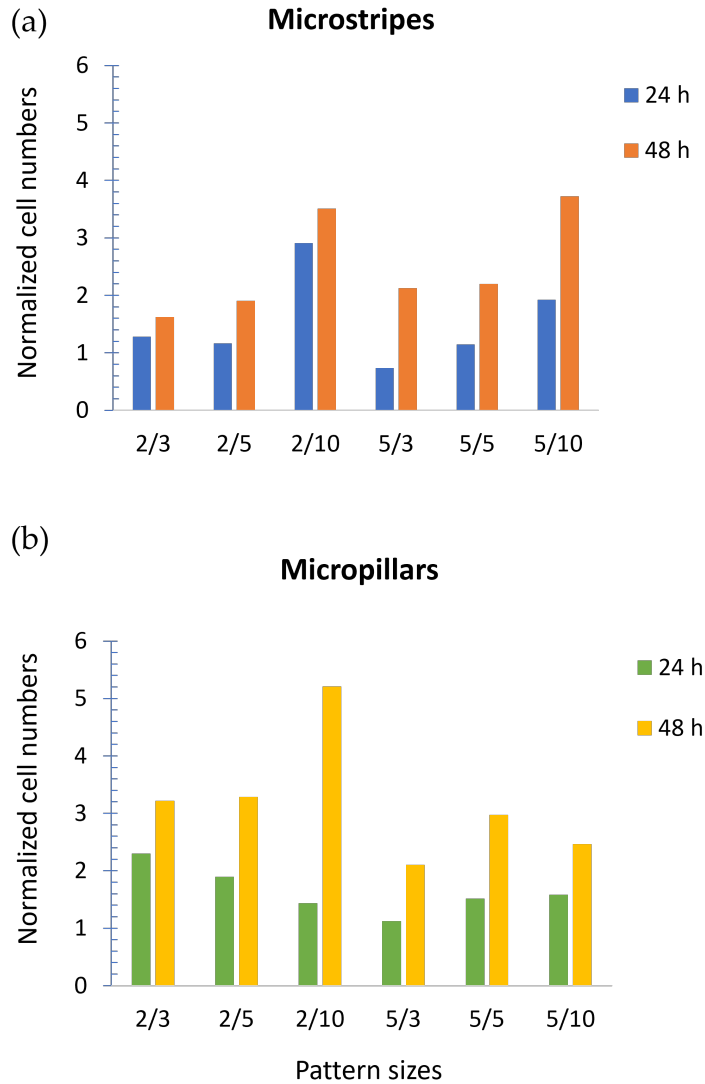 (a)
Microstripes
Normalized cell numbers
6
5
4
3
2
1
0
2/3 2/5 2/10 5/3 5/5 5/10
24 h
48 h
(b)
Micropillars
Normalized cell numbers
6
5
4
3
2
1
0
2/3 2/5 2/10 5/3 5/5 5/10
24 h
48 h
Pattern sizes